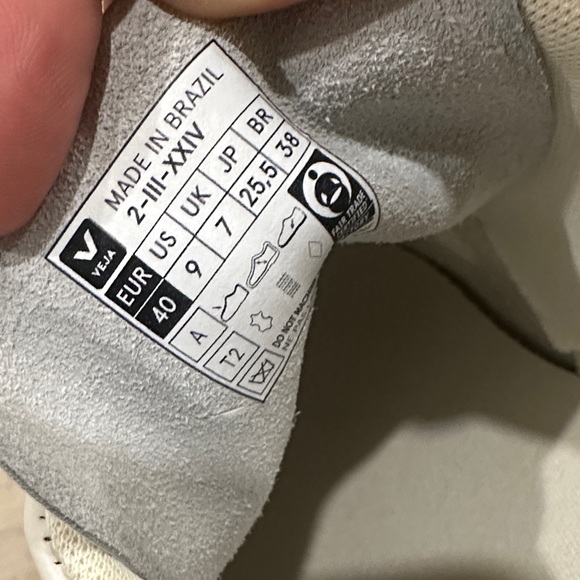 MADE IN BRAZIL
2-III-XXIV
VEJA
EUR US UK JP BR
40 9 7 25,5 38
A
T2
FAIR TRADE
DO NOT